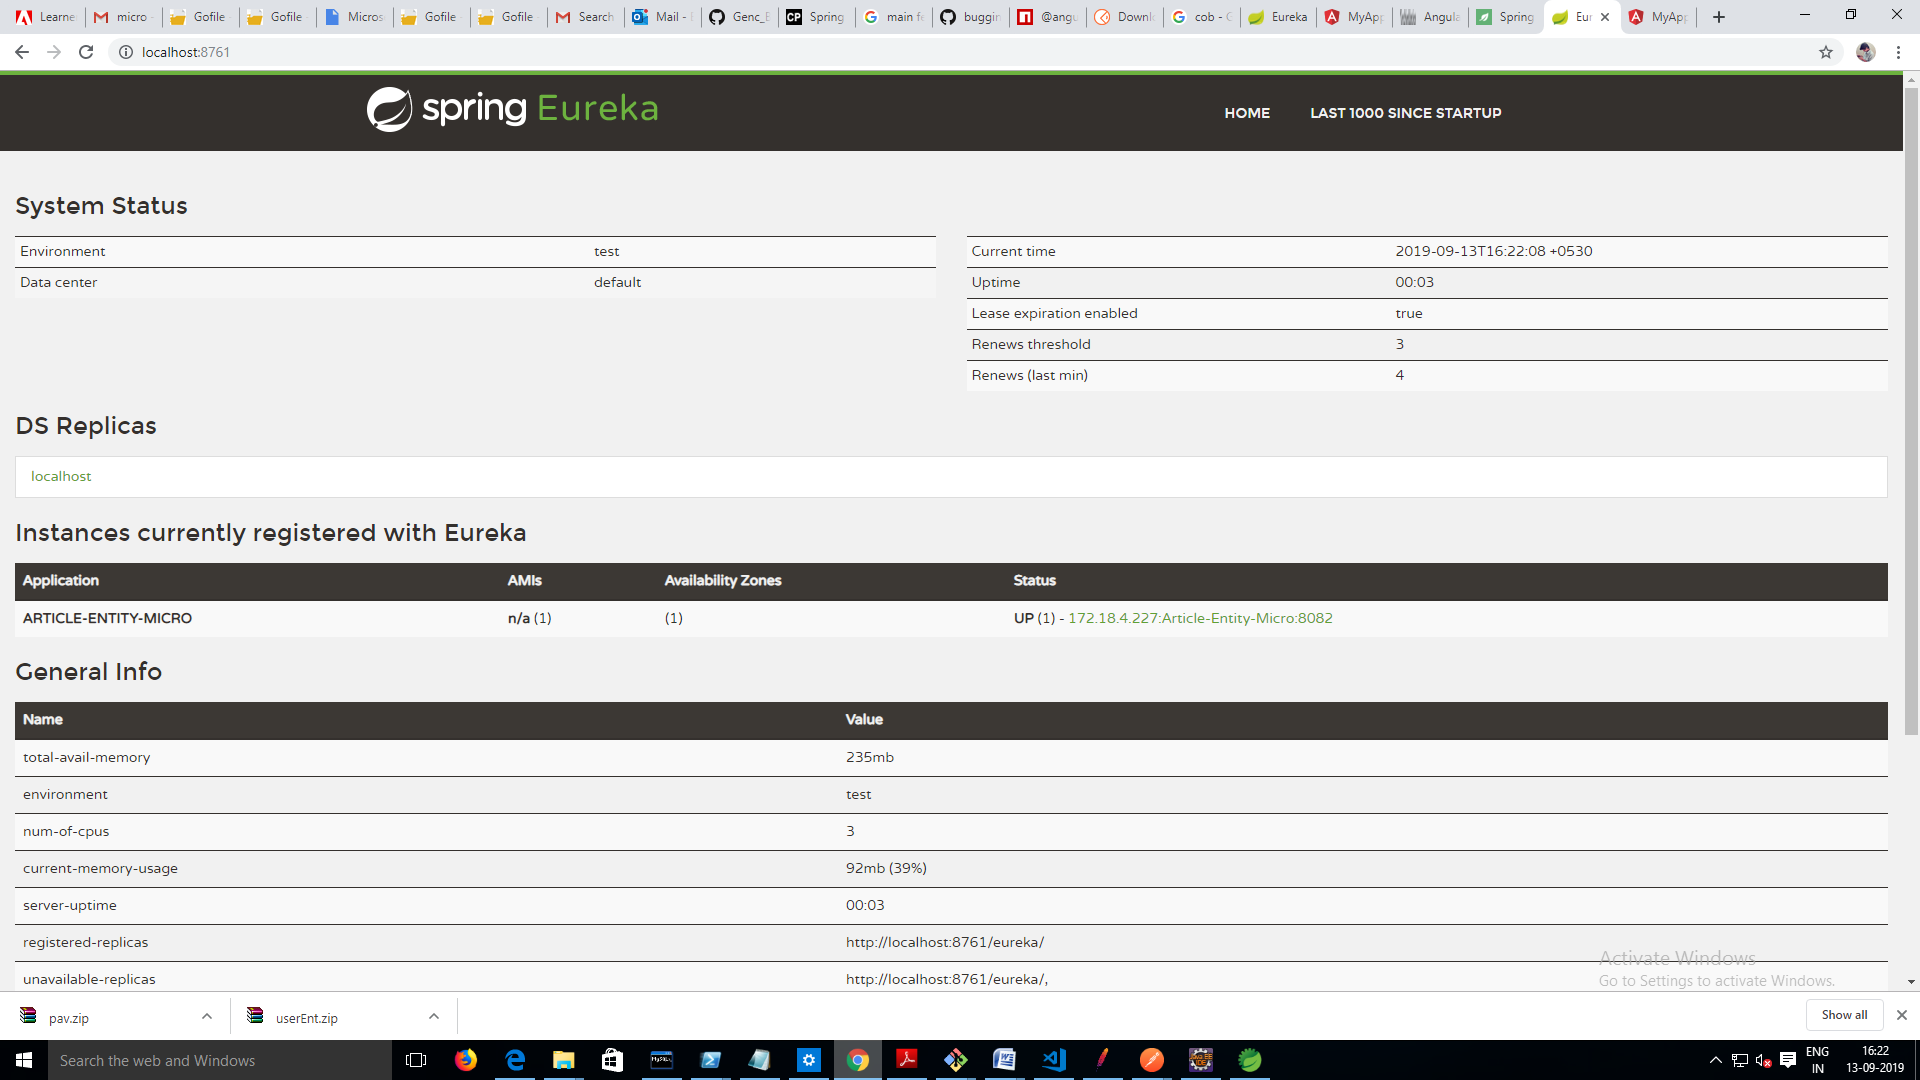 Learne
micro
Gofile
Gofile
Micros
Gofile
Gofile
Search
Mail -
Genc_E
Spring
main fe
buggin
@angu
Downl
cob - G
Eureka
MyApp
Angula
Spring
Eur
MyApp
localhost:8761
spring Eureka
HOME
LAST 1000 SINCE STARTUP
System Status
Environment test
Data center default
Current time 2019-09-13T16:22:08 +0530
Uptime 00:03
Lease expiration enabled true
Renews threshold 3
Renews (last min) 4
DS Replicas
localhost
Instances currently registered with Eureka
Application AMIs Availability Zones Status
ARTICLE-ENTITY-MICRO n/a (1) (1) UP (1) - 172.18.4.227:Article-Entity-Micro:8082
General Info
Name Value
total-avail-memory 235mb
environment test
num-of-cpus 3
current-memory-usage 92mb (39%)
server-uptime 00:03
registered-replicas http://localhost:8761/eureka/
unavailable-replicas http://localhost:8761/eureka/,
Activate Windows
Go to Settings to activate Windows.
pav.zip
userEnt.zip
Show all
Search the web and Windows
ENG
IN
16:22
13-09-2019